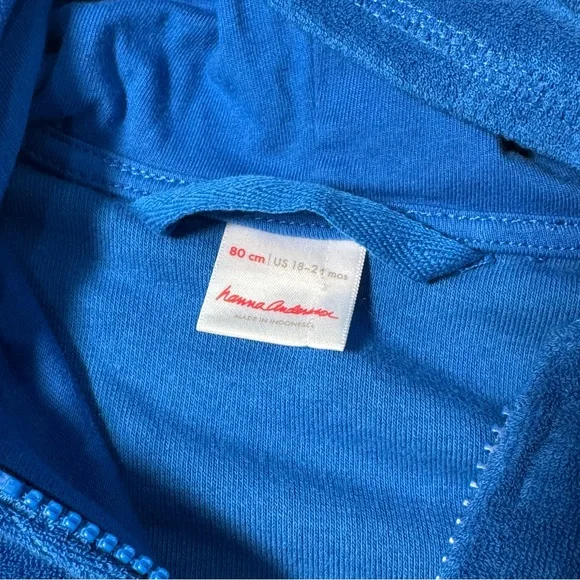 80 cm | US 18-24 mos
hanna andersson
MADE IN INDONESIA